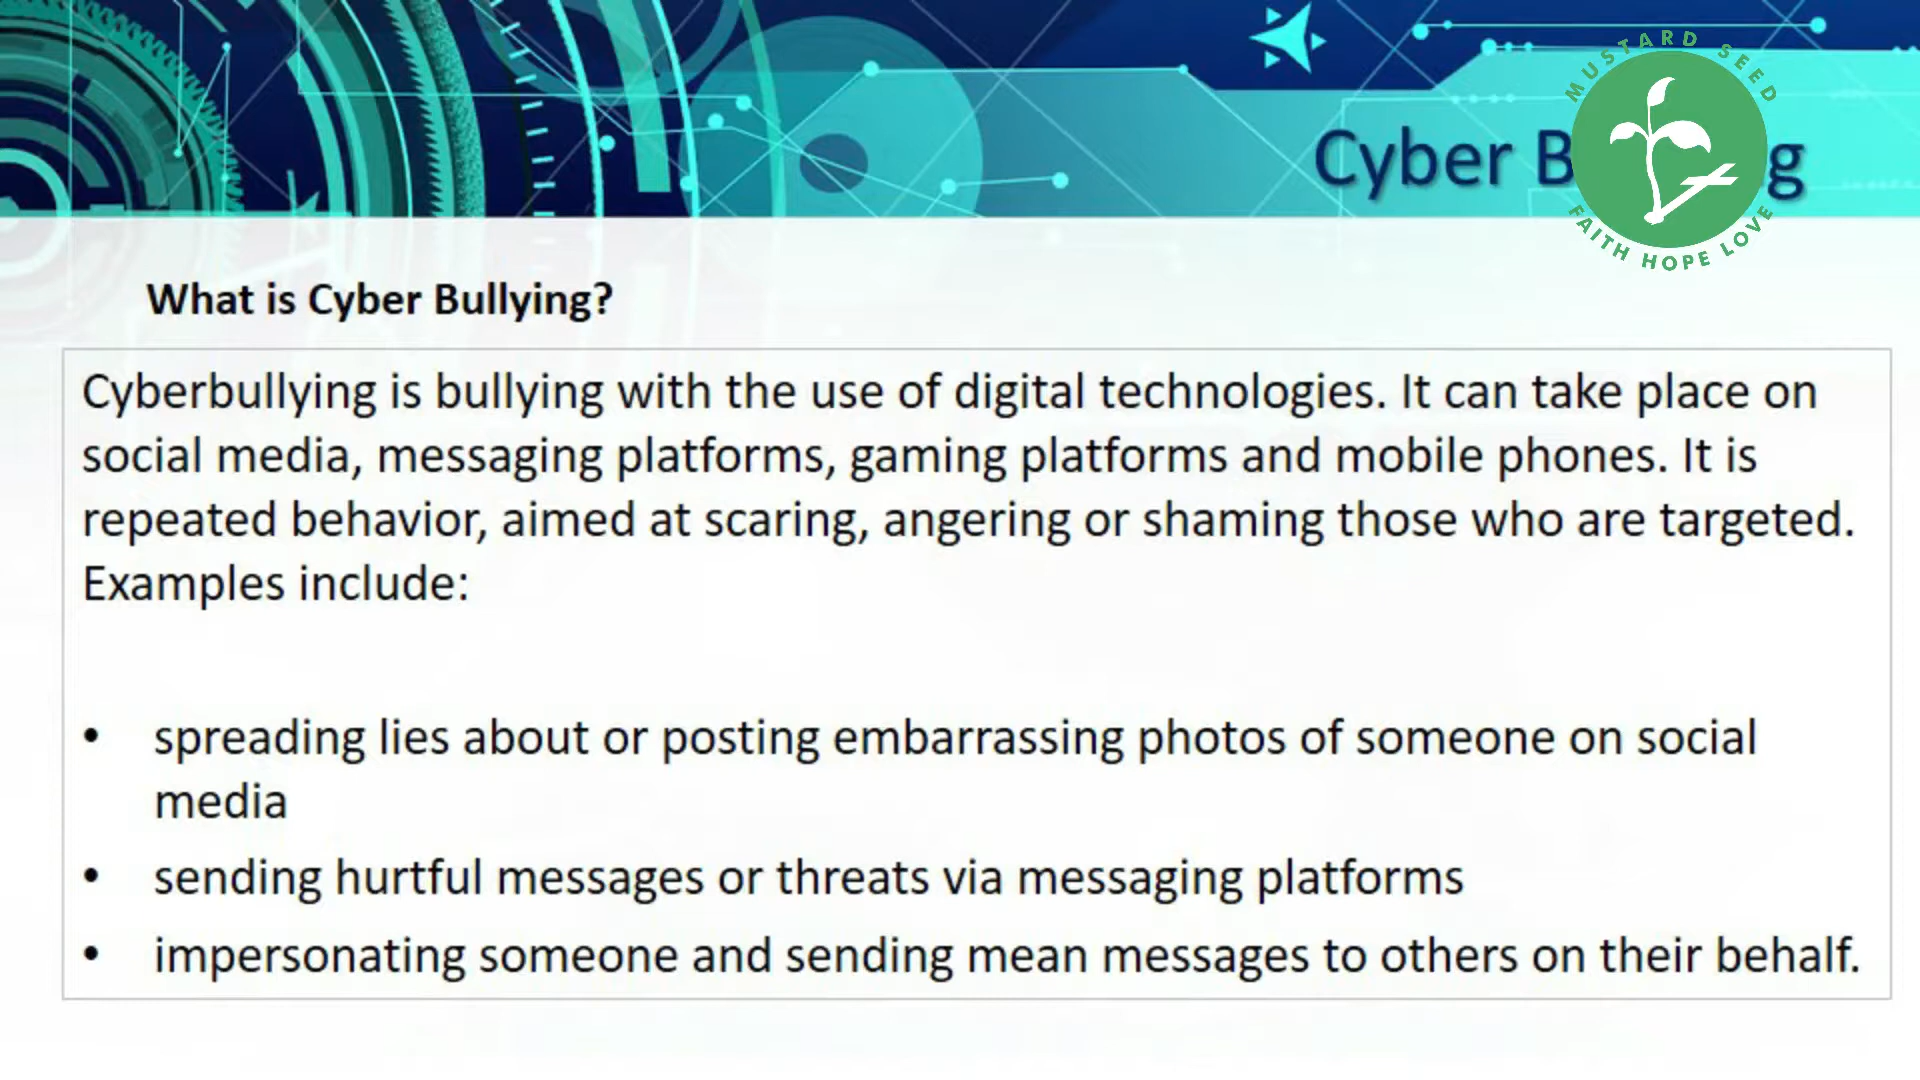 MUSTARD SEED
Cyber B g
FAITH HOPE LOVE
What is Cyber Bullying?
Cyberbullying is bullying with the use of digital technologies. It can take place on
social media, messaging platforms, gaming platforms and mobile phones. It is
repeated behavior, aimed at scaring, angering or shaming those who are targeted.
Examples include:
• spreading lies about or posting embarrassing photos of someone on social
media
• sending hurtful messages or threats via messaging platforms
• impersonating someone and sending mean messages to others on their behalf.